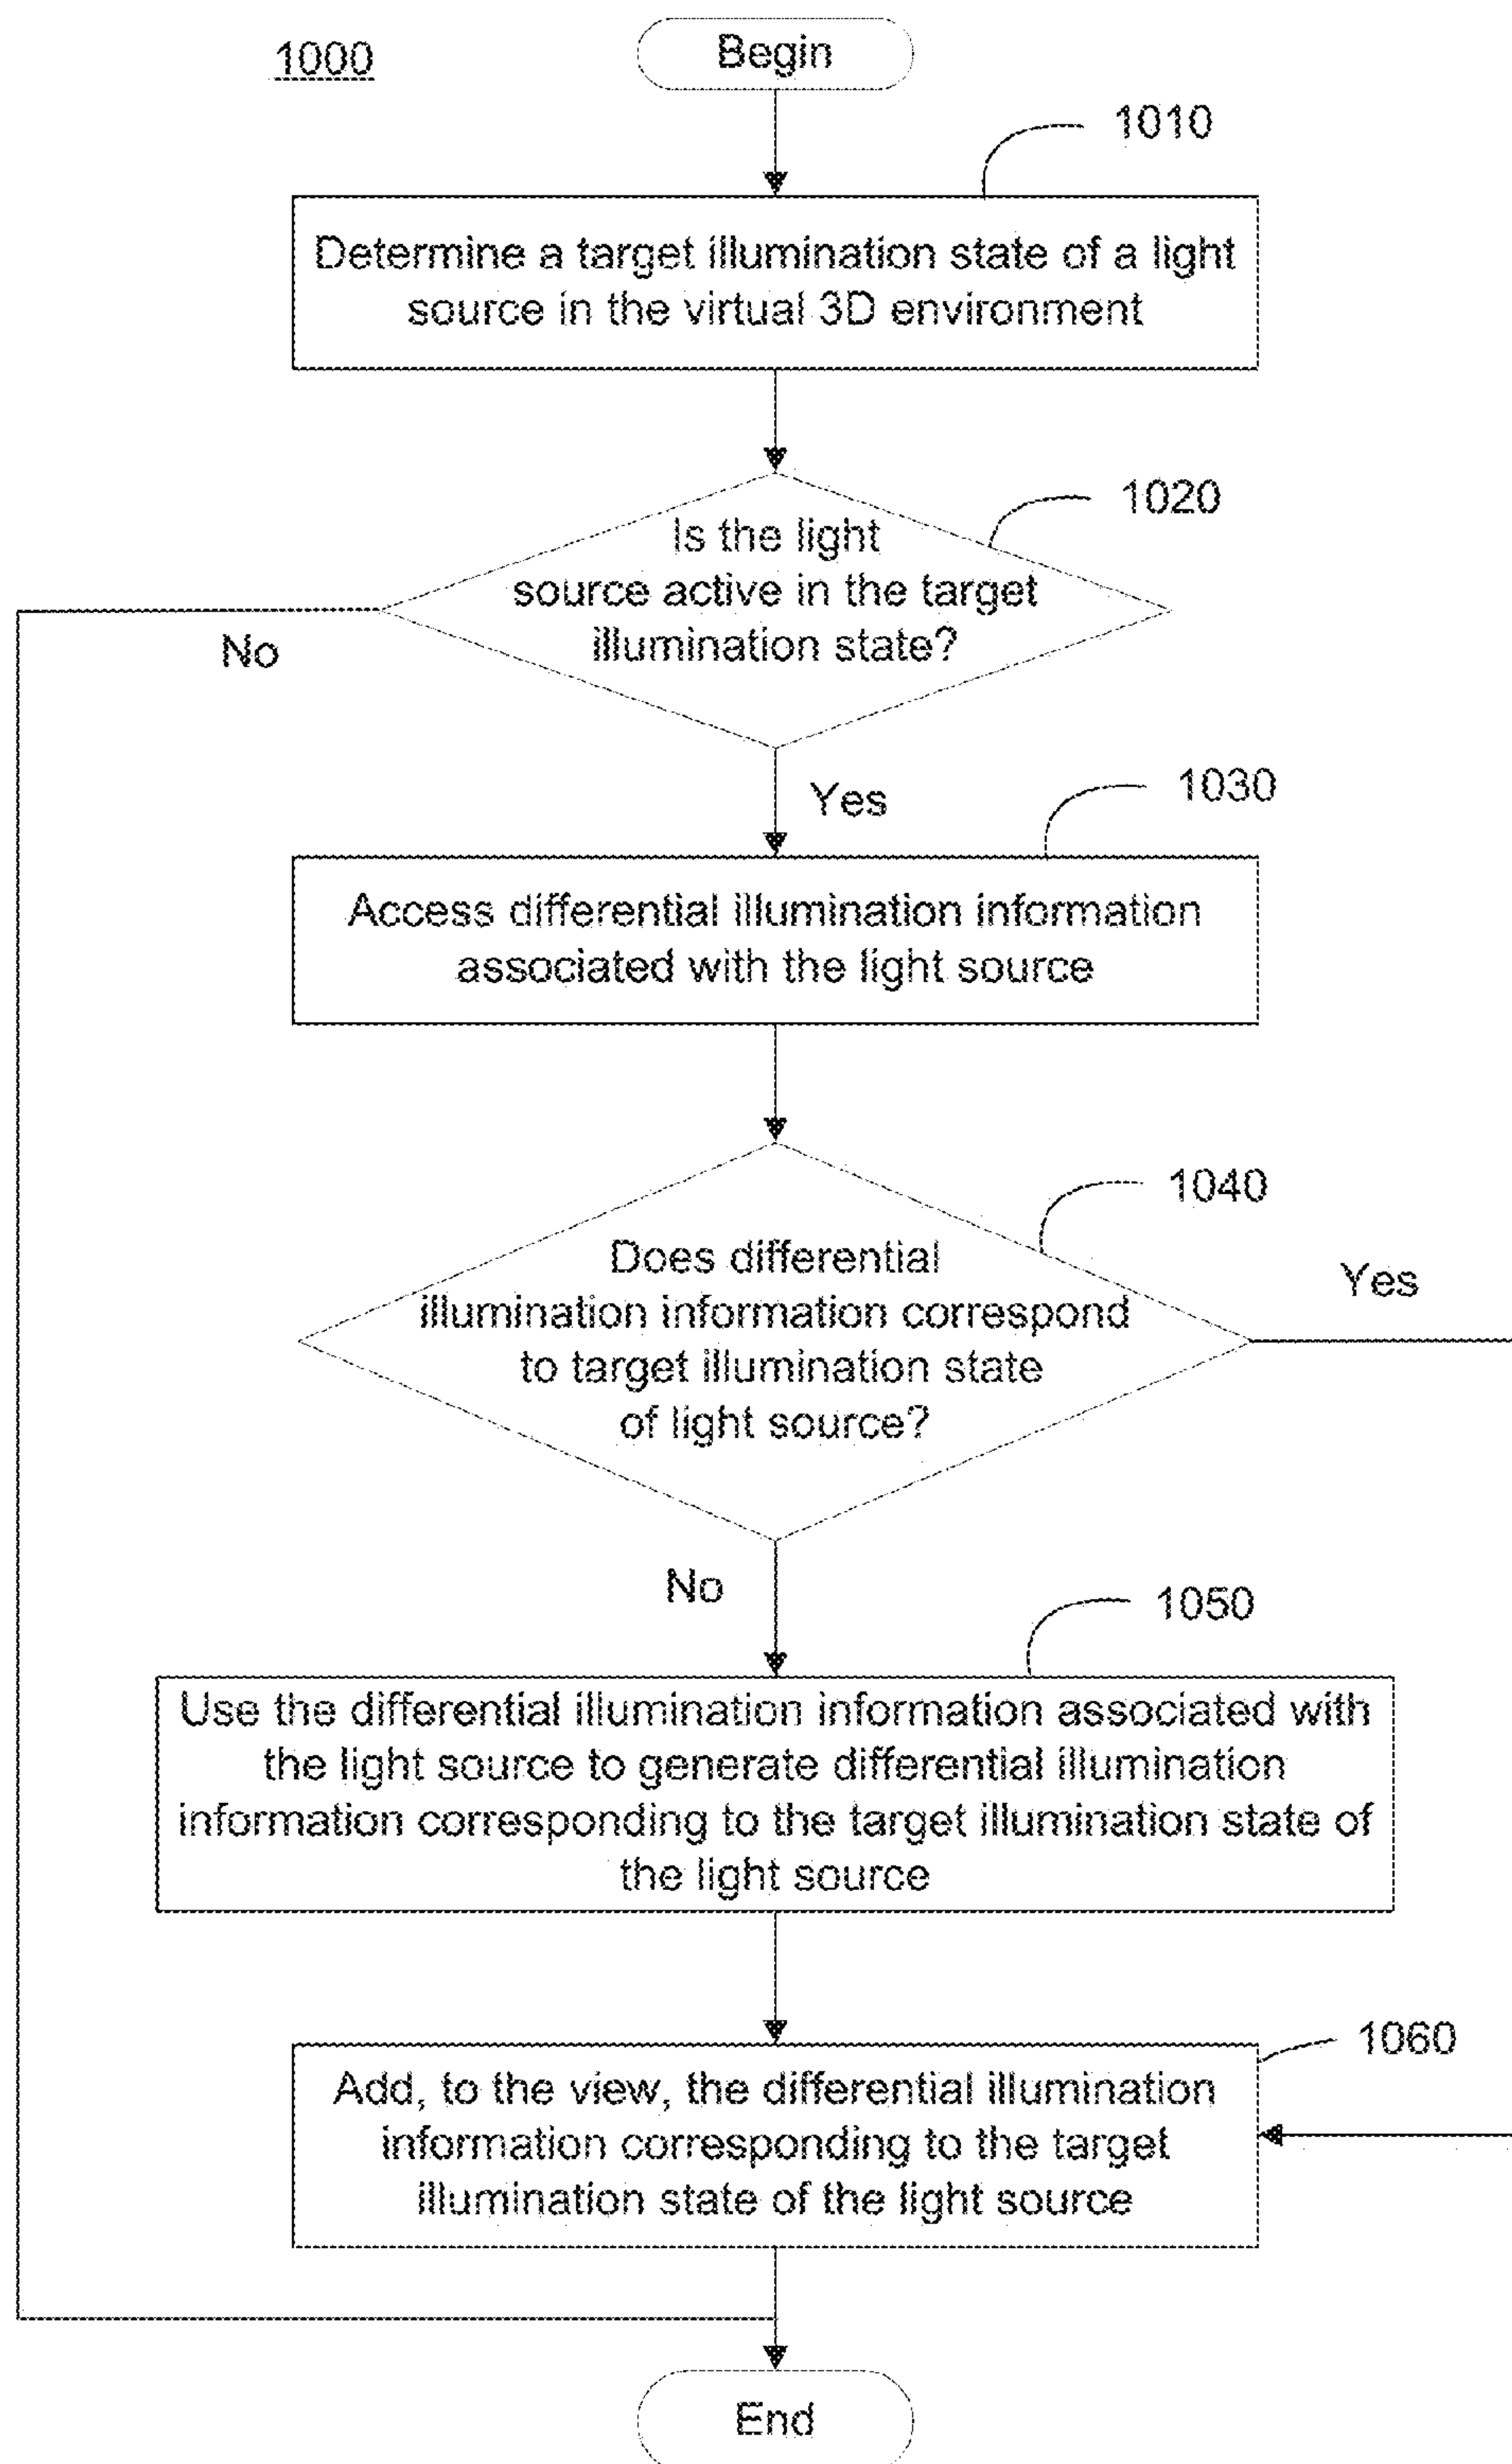 1000
Begin
1010
Determine a target illumination state of a light
source in the virtual 3D environment
1020
Is the light
source active in the target
illumination state?
No
Yes
1030
Access differential illumination information
associated with the light source
1040
Does differential
illumination information correspond
to target illumination state
of light source?
Yes
No
1050
Use the differential illumination information associated with
the light source to generate differential illumination
information corresponding to the target illumination state of
the light source
1060
Add, to the view, the differential illumination
information corresponding to the target
illumination state of the light source
End